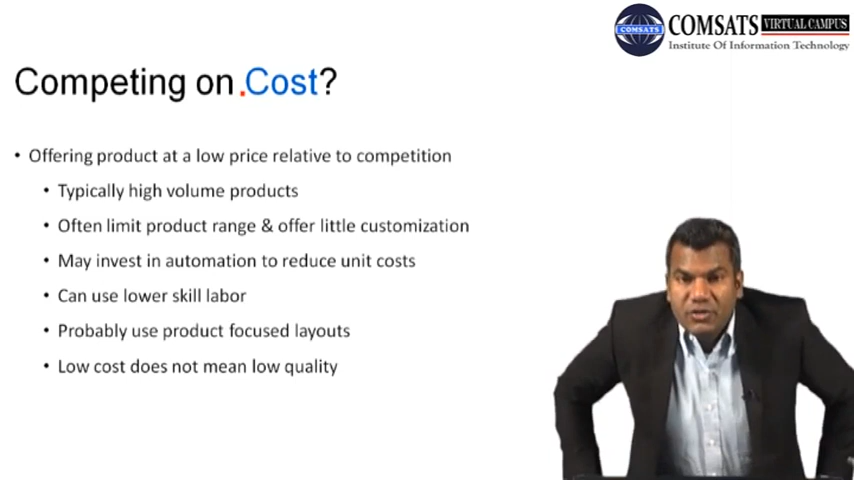 COMSATS VIRTUAL CAMPUS
COMSATS
Institute Of Information Technology
Competing on Cost?
• Offering product at a low price relative to competition
• Typically high volume products
• Often limit product range & offer little customization
• May invest in automation to reduce unit costs
• Can use lower skill labor
• Probably use product focused layouts
• Low cost does not mean low quality